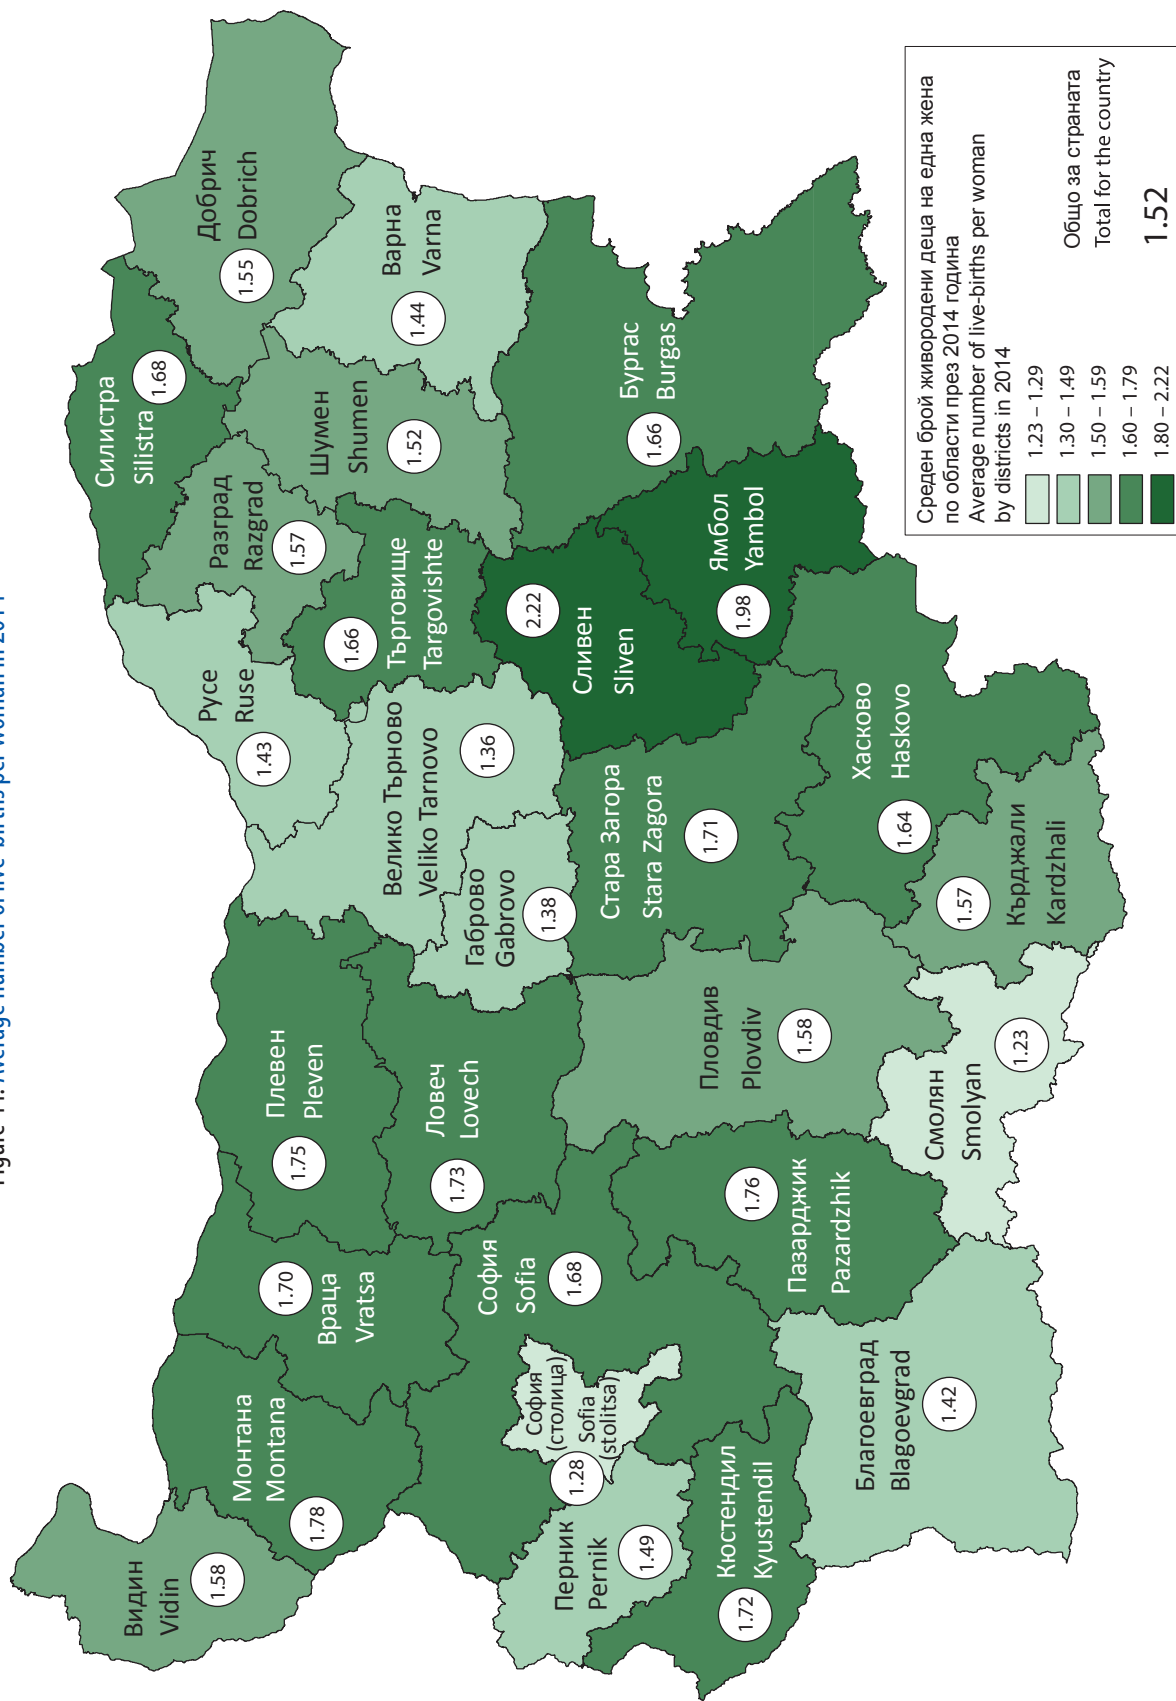 Figure
Average number of live-births per woman in 2014
Видин
Vidin
1.58
Монтана
Montana
1.78
Враца
Vratsa
1.70
Плевен
Pleven
1.75
Ловеч
Lovech
1.73
Велико Търново
Veliko Tarnovo
1.36
Габрово
Gabrovo
1.38
Русе
Ruse
1.43
Разград
Razgrad
1.57
Търговище
Targovishte
1.66
Силистра
Silistra
1.68
Шумен
Shumen
1.52
Добрич
Dobrich
1.55
Варна
Varna
1.44
София
Sofia
1.68
София
(столица)
Sofia
(stolitsa)
1.28
Перник
Pernik
1.49
Кюстендил
Kyustendil
1.72
Благоевград
Blagoevgrad
1.42
Пазарджик
Pazardzhik
1.76
Пловдив
Plovdiv
1.58
Смолян
Smolyan
1.23
Стара Загора
Stara Zagora
1.71
Хасково
Haskovo
1.64
Кърджали
Kardzhali
1.57
Сливен
Sliven
2.22
Ямбол
Yambol
1.98
Бургас
Burgas
1.66
Среден брой живородени деца на една жена
по области през 2014 година
Average number of live-births per woman
by districts in 2014
1.23 – 1.29
1.30 – 1.49
1.50 – 1.59
1.60 – 1.79
1.80 – 2.22
Общо за страната
Total for the country
1.52